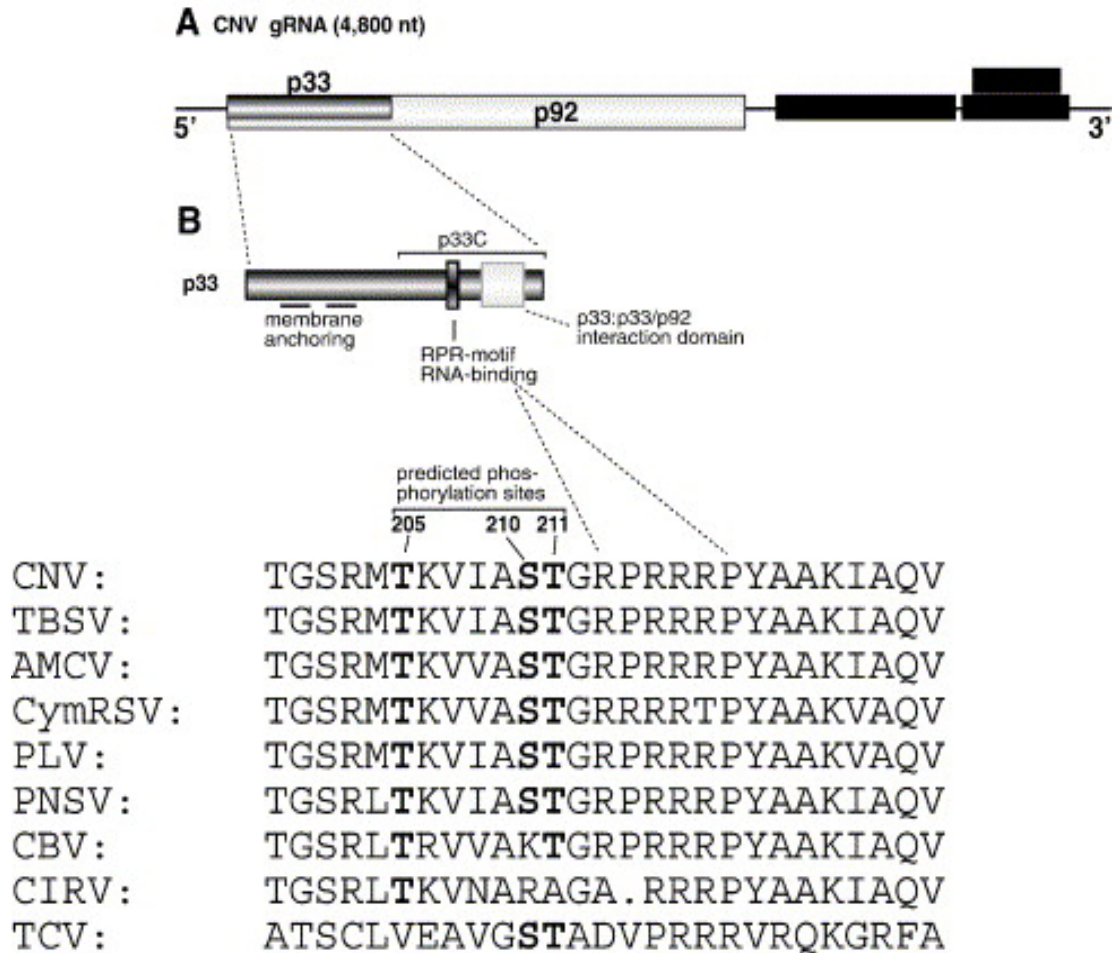 A CNV gRNA (4,800 nt)
p33
p92
5’ 3’
B
p33C
p33
membrane
anchoring
p33:p33/p92
interaction domain
RPR-motif
RNA-binding
predicted phos-
phorylation sites
205 210 211
CNV: TGSRMTKVIASTGRPRRRPYAAKIAQV
TBSV: TGSRMTKVIASTGRPRRRPYAAKIAQV
AMCV: TGSRMTKVVASTGRPRRRPYAAKIAQV
CymRSV: TGSRMTKVVASTGRRRRTPYAAKVAQV
PLV: TGSRMTKVIASTGRPRRRPYAAKVAQV
PNSV: TGSRLTKVIASTGRPRRRPYAAKIAQV
CBV: TGSRLTRVVAKTGRPRRRPYAAKIAQV
CIRV: TGSRLTKVNARAGA.RRRPYAAKIAQV
TCV: ATSCLVEAVGSTADVPRRRVRQKGRFA